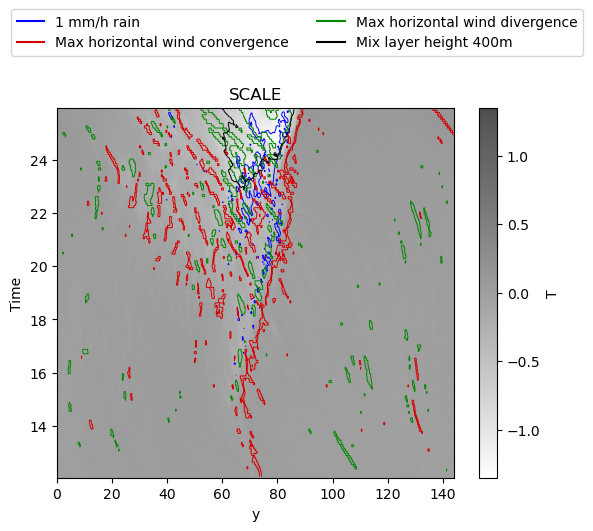 1 mm/h rain
Max horizontal wind convergence
Max horizontal wind divergence
Mix layer height 400m
SCALE
24
22
20
18
16
14
Time
0
20
40
60
80
100
120
140
y
1.0
0.5
0.0
−0.5
−1.0
T